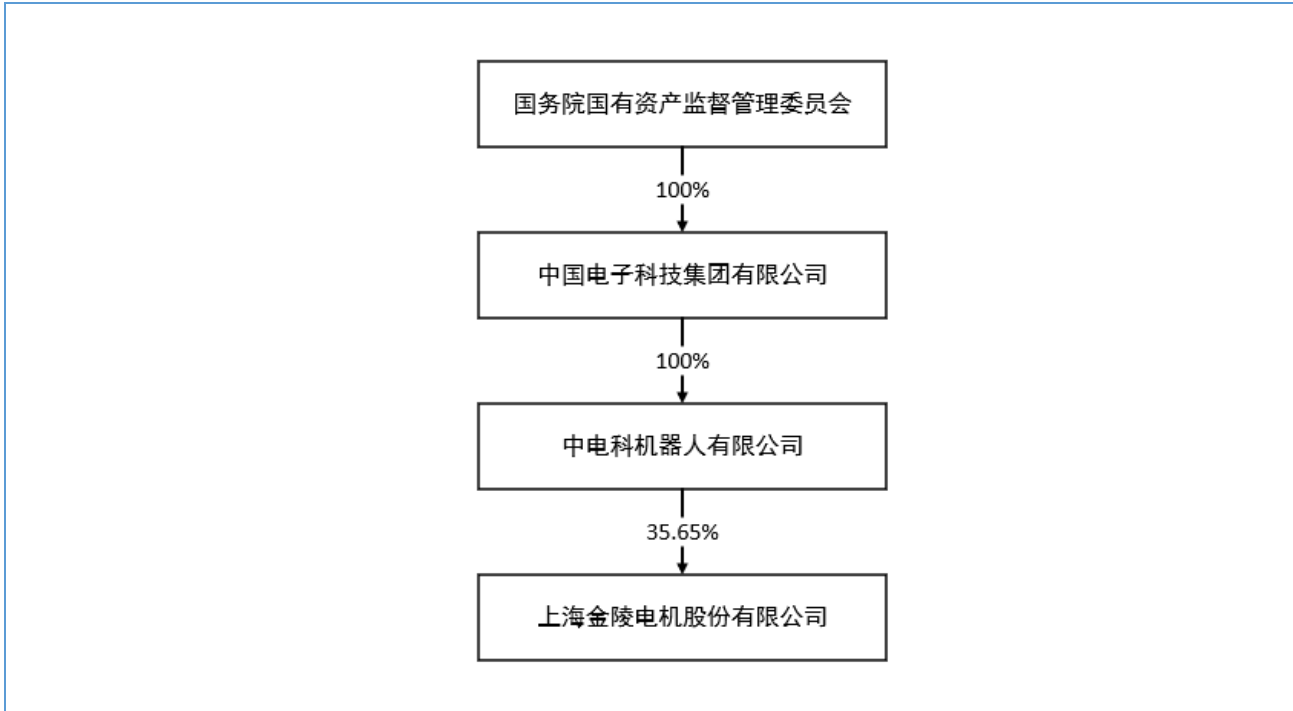 国务院国有资产监督管理委员会
100%
中国电子科技集团有限公司
100%
中电科机器人有限公司
35.65%
上海金陵电机股份有限公司